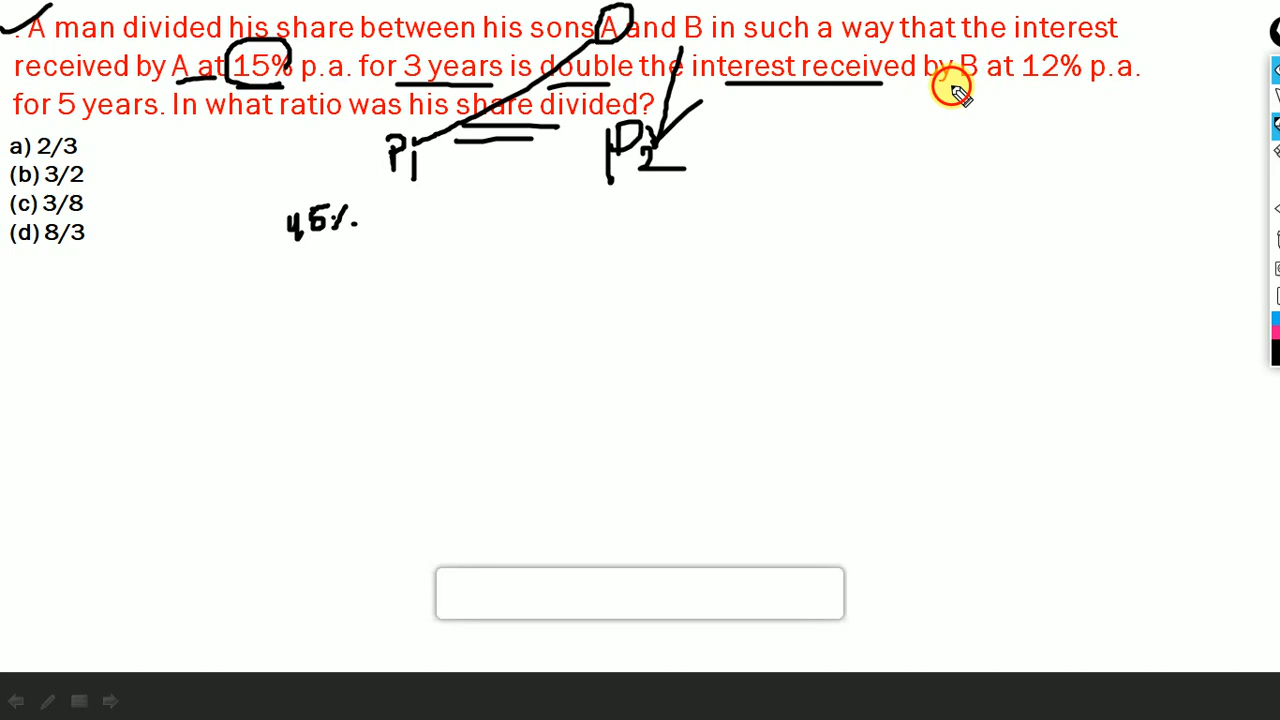 . A man divided his share between his sons A and B in such a way that the interest
received by A at 15% p.a. for 3 years is double the interest received by B at 12% p.a.
for 5 years. In what ratio was his share divided?
a) 2/3
(b) 3/2
(c) 3/8
(d) 8/3
P1 P2
45%